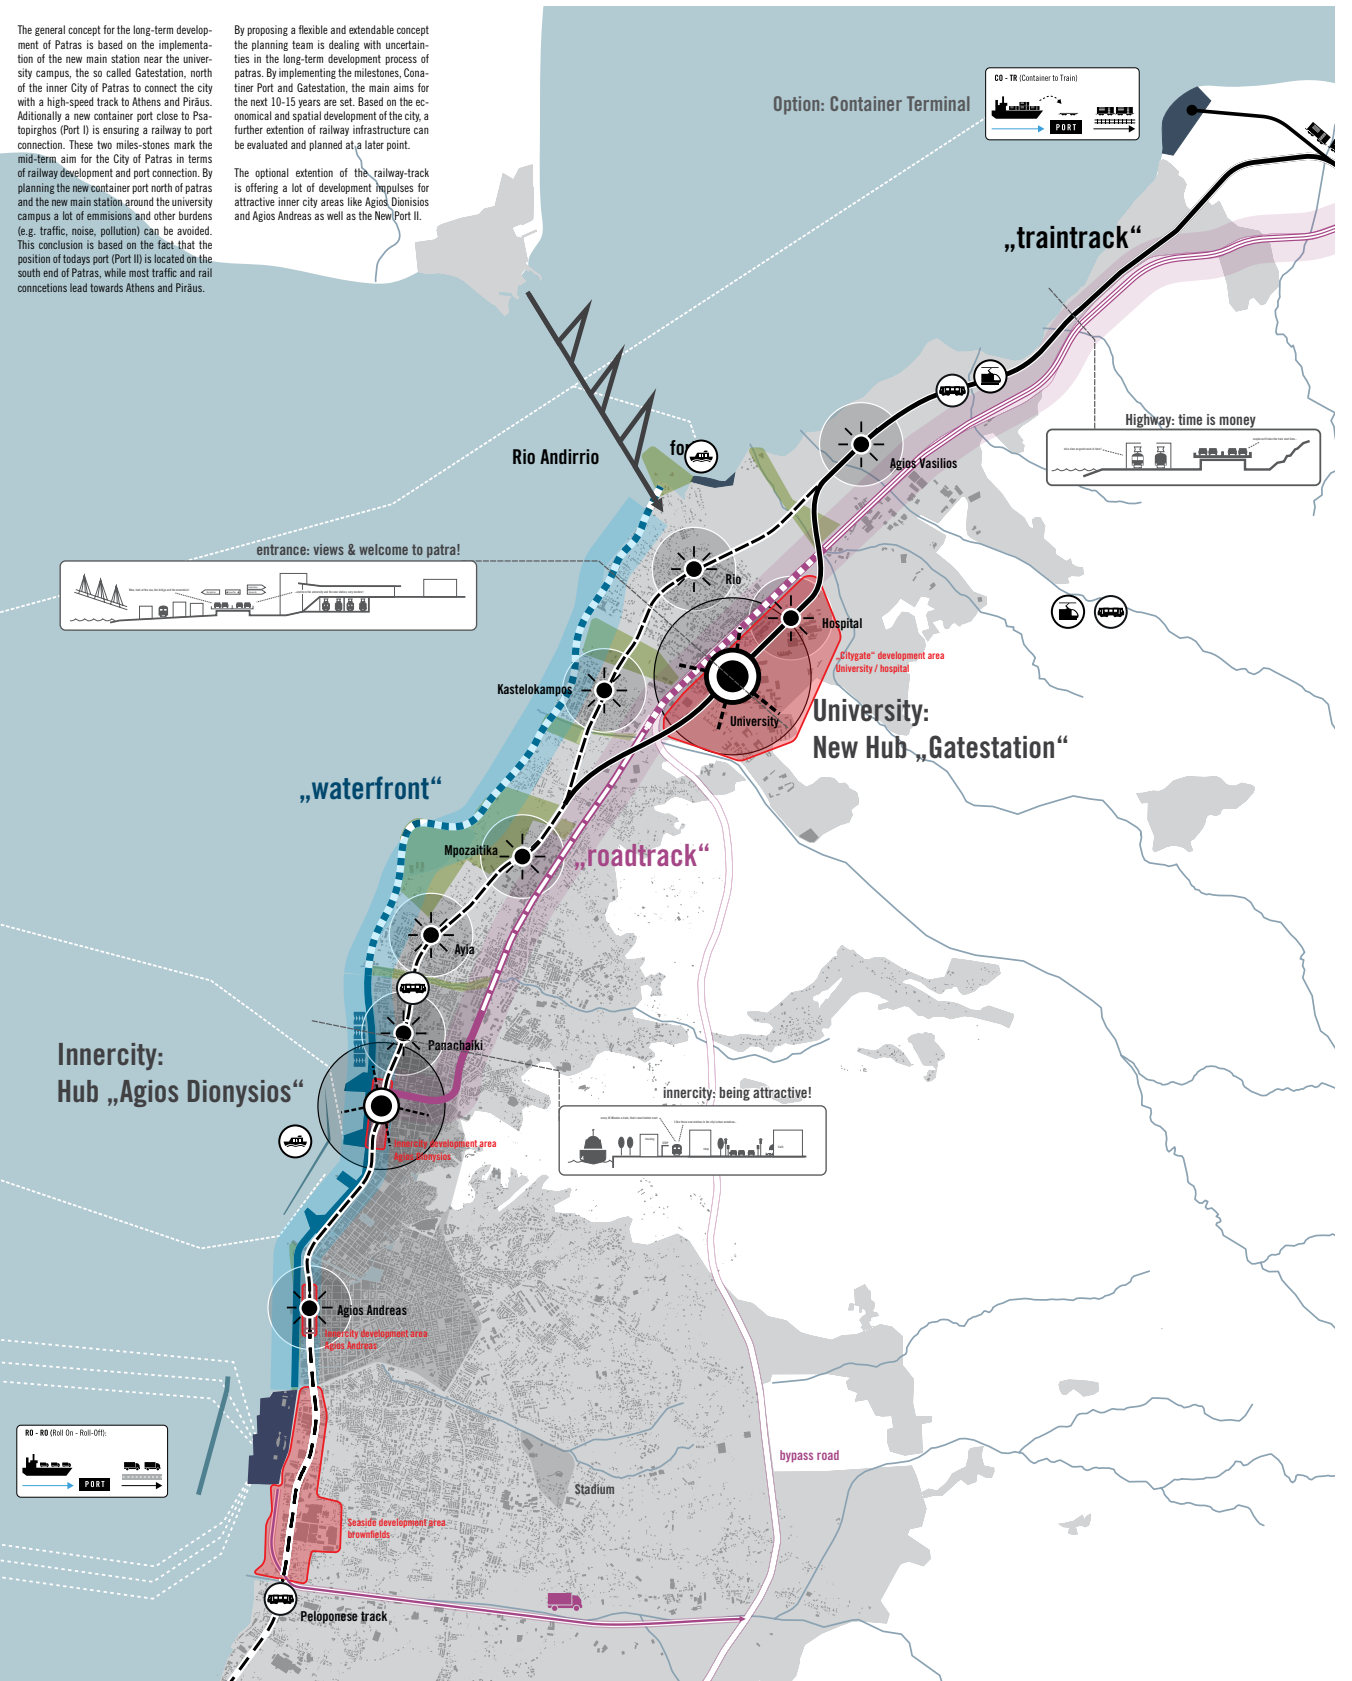 The general concept for the long-term develop-
ment of Patras is based on the implementa-
tion of the new main station near the univer-
sity campus, the so called Gatestation, north
of the inner City of Patras to connect the city
with a high-speed track to Athens and Piräus.
Aditionally a new container port close to Psa-
topirghos (Port I) is ensuring a railway to port
connection. These two miles-stones mark the
mid-term aim for the City of Patras in terms
of railway development and port connection. By
planning the new container port north of patras
and the new main station around the university
campus a lot of emmisions and other burdens
(e.g. traffic, noise, pollution) can be avoided.
This conclusion is based on the fact that the
position of todays port (Port II) is located on the
south end of Patras, while most traffic and rail
conncetions lead towards Athens and Piräus.
By proposing a flexible and extendable concept
the planning team is dealing with uncertain-
ties in the long-term development process of
patras. By implementing the milestones, Cona-
tiner Port and Gatestation, the main aims for
the next 10-15 years are set. Based on the ec-
onomical and spatial development of the city, a
further extention of railway infrastructure can
be evaluated and planned at a later point.
The optional extention of the railway-track
is offering a lot of development impulses for
attractive inner city areas like Agios Dionisios
and Agios Andreas as well as the New Port II.
Option: Container Terminal
CO - TR (Container to Train)
PORT
„traintrack“
Highway: time is money
Rio Andirrio
fo
Agios Vasilios
entrance: views & welcome to patra!
Rio
Hospital
„Citygate“ development area
University / hospital
Kastelokampos
University
University:
New Hub „Gatestation“
„waterfront“
Mpozaitika
„roadtrack“
Ayia
Panachaiki
Innercity:
Hub „Agios Dionysios“
innercity: being attractive!
Innercity development area
Agios Dionysios
Agios Andreas
Innercity development area
Agios Andreas
RO - RO (Roll On - Roll-Off):
PORT
bypass road
Stadium
Seaside development area
brownfields
Peloponese track